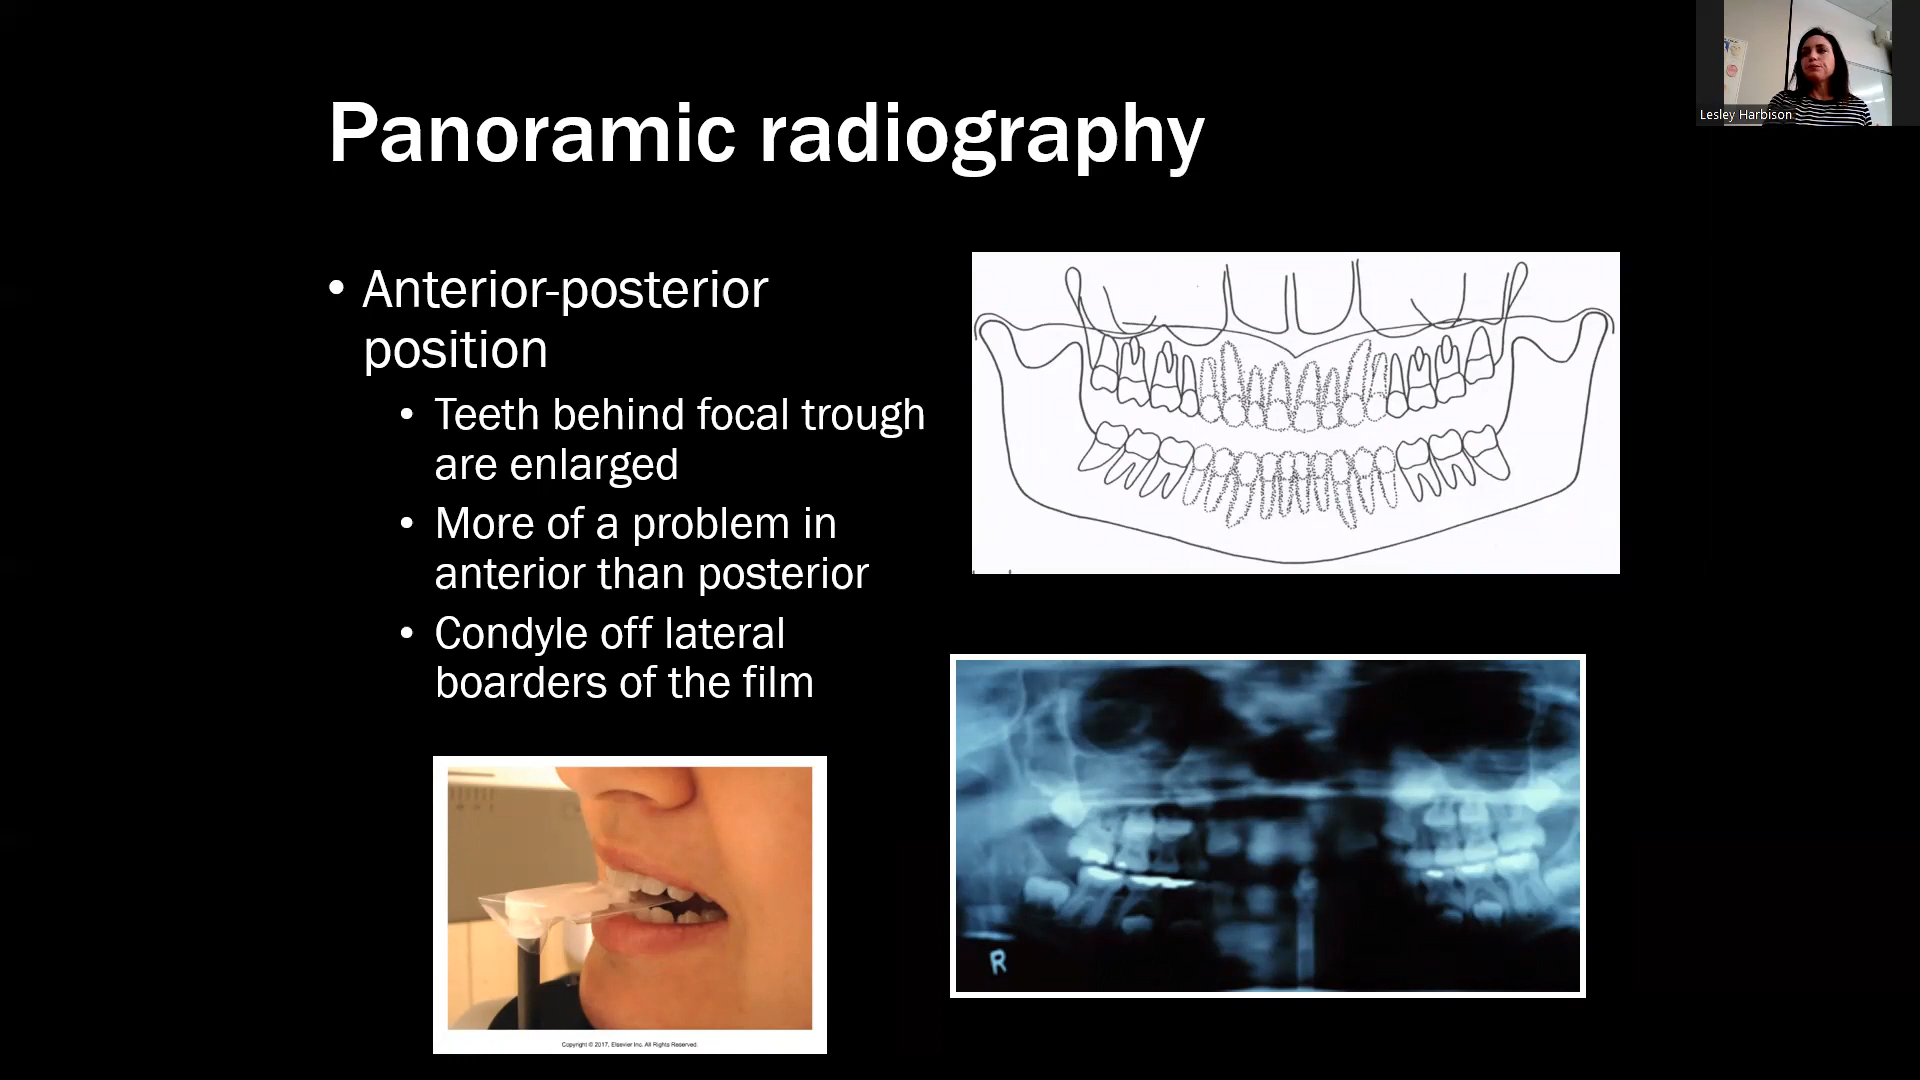 Lesley Harbison
Panoramic radiography
• Anterior-posterior
position
• Teeth behind focal trough
are enlarged
• More of a problem in
anterior than posterior
• Condyle off lateral
boarders of the film
R
Copyright © 2017, Elsevier Inc. All Rights Reserved.